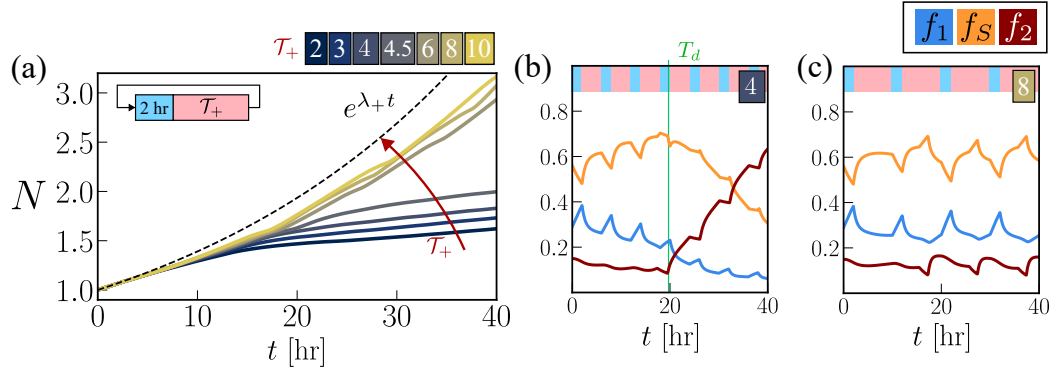 𝒯₊ 2 3 4 4.5 6 8 10
f₁ f_S f₂
(a)
2 hr 𝒯₊
e^{λ₊t}
𝒯₊
N
3.0
2.5
2.0
1.5
1.0
0 10 20 30 40
t [hr]
(b)
T_d
4
0.8
0.6
0.4
0.2
0 20 40
t [hr]
(c)
8
0.8
0.6
0.4
0.2
0 20 40
t [hr]